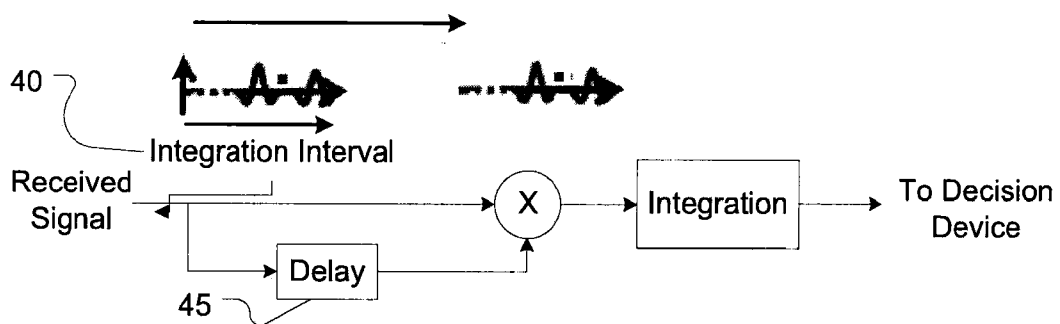 40
Integration Interval
Received
Signal
X
Integration
To Decision
Device
Delay
45